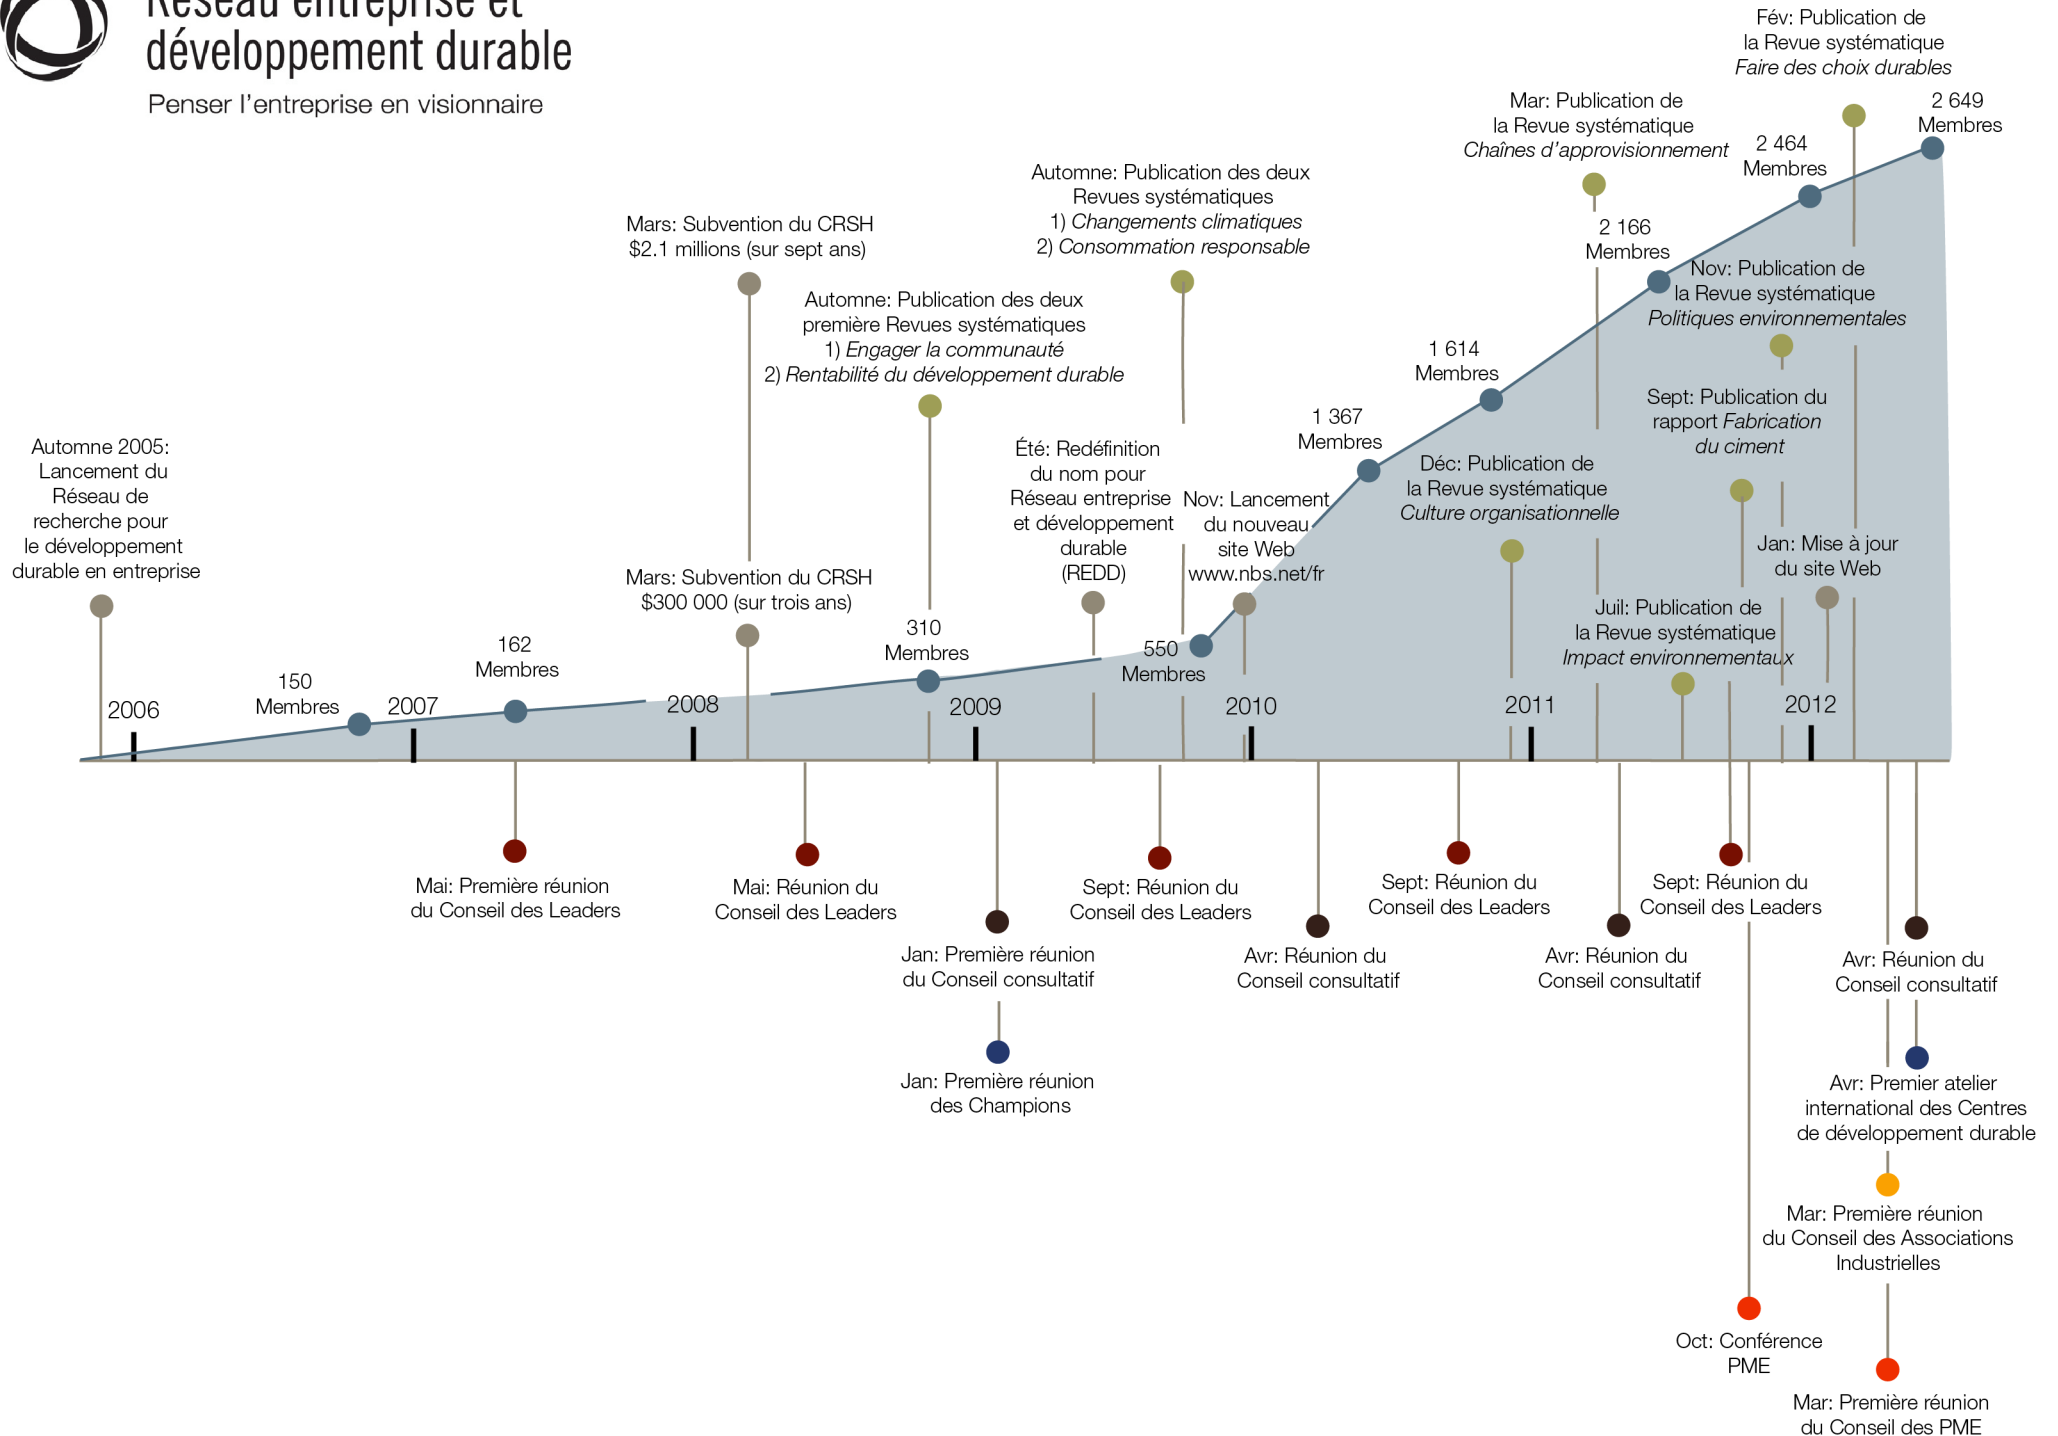 Réseau entreprise et
développement durable
Penser l'entreprise en visionnaire
Fév: Publication de
la Revue systématique
Faire des choix durables
2 649
Membres
Mar: Publication de
la Revue systématique
Chaînes d'approvisionnement
2 464
Membres
Automne: Publication des deux
Revues systématiques
1) Changements climatiques
2) Consommation responsable
Mars: Subvention du CRSH
$2.1 millions (sur sept ans)
2 166
Membres
Nov: Publication de
la Revue systématique
Politiques environnementales
Automne: Publication des deux
première Revues systématiques
1) Engager la communauté
2) Rentabilité du développement durable
1 614
Membres
Sept: Publication du
rapport Fabrication
du ciment
1 367
Membres
Automne 2005:
Lancement du
Réseau de
recherche pour
le développement
durable en entreprise
Été: Redéfinition
du nom pour
Réseau entreprise
et développement
durable
(REDD)
Nov: Lancement
du nouveau
site Web
www.nbs.net/fr
Déc: Publication de
la Revue systématique
Culture organisationnelle
Jan: Mise à jour
du site Web
Mars: Subvention du CRSH
$300 000 (sur trois ans)
Juil: Publication de
la Revue systématique
Impact environnementaux
310
Membres
162
Membres
550
Membres
150
Membres
2006
2007
2008
2009
2010
2011
2012
Mai: Première réunion
du Conseil des Leaders
Mai: Réunion du
Conseil des Leaders
Sept: Réunion du
Conseil des Leaders
Sept: Réunion du
Conseil des Leaders
Sept: Réunion du
Conseil des Leaders
Jan: Première réunion
du Conseil consultatif
Avr: Réunion du
Conseil consultatif
Avr: Réunion du
Conseil consultatif
Avr: Réunion du
Conseil consultatif
Jan: Première réunion
des Champions
Avr: Premier atelier
international des Centres
de développement durable
Mar: Première réunion
du Conseil des Associations
Industrielles
Oct: Conférence
PME
Mar: Première réunion
du Conseil des PME